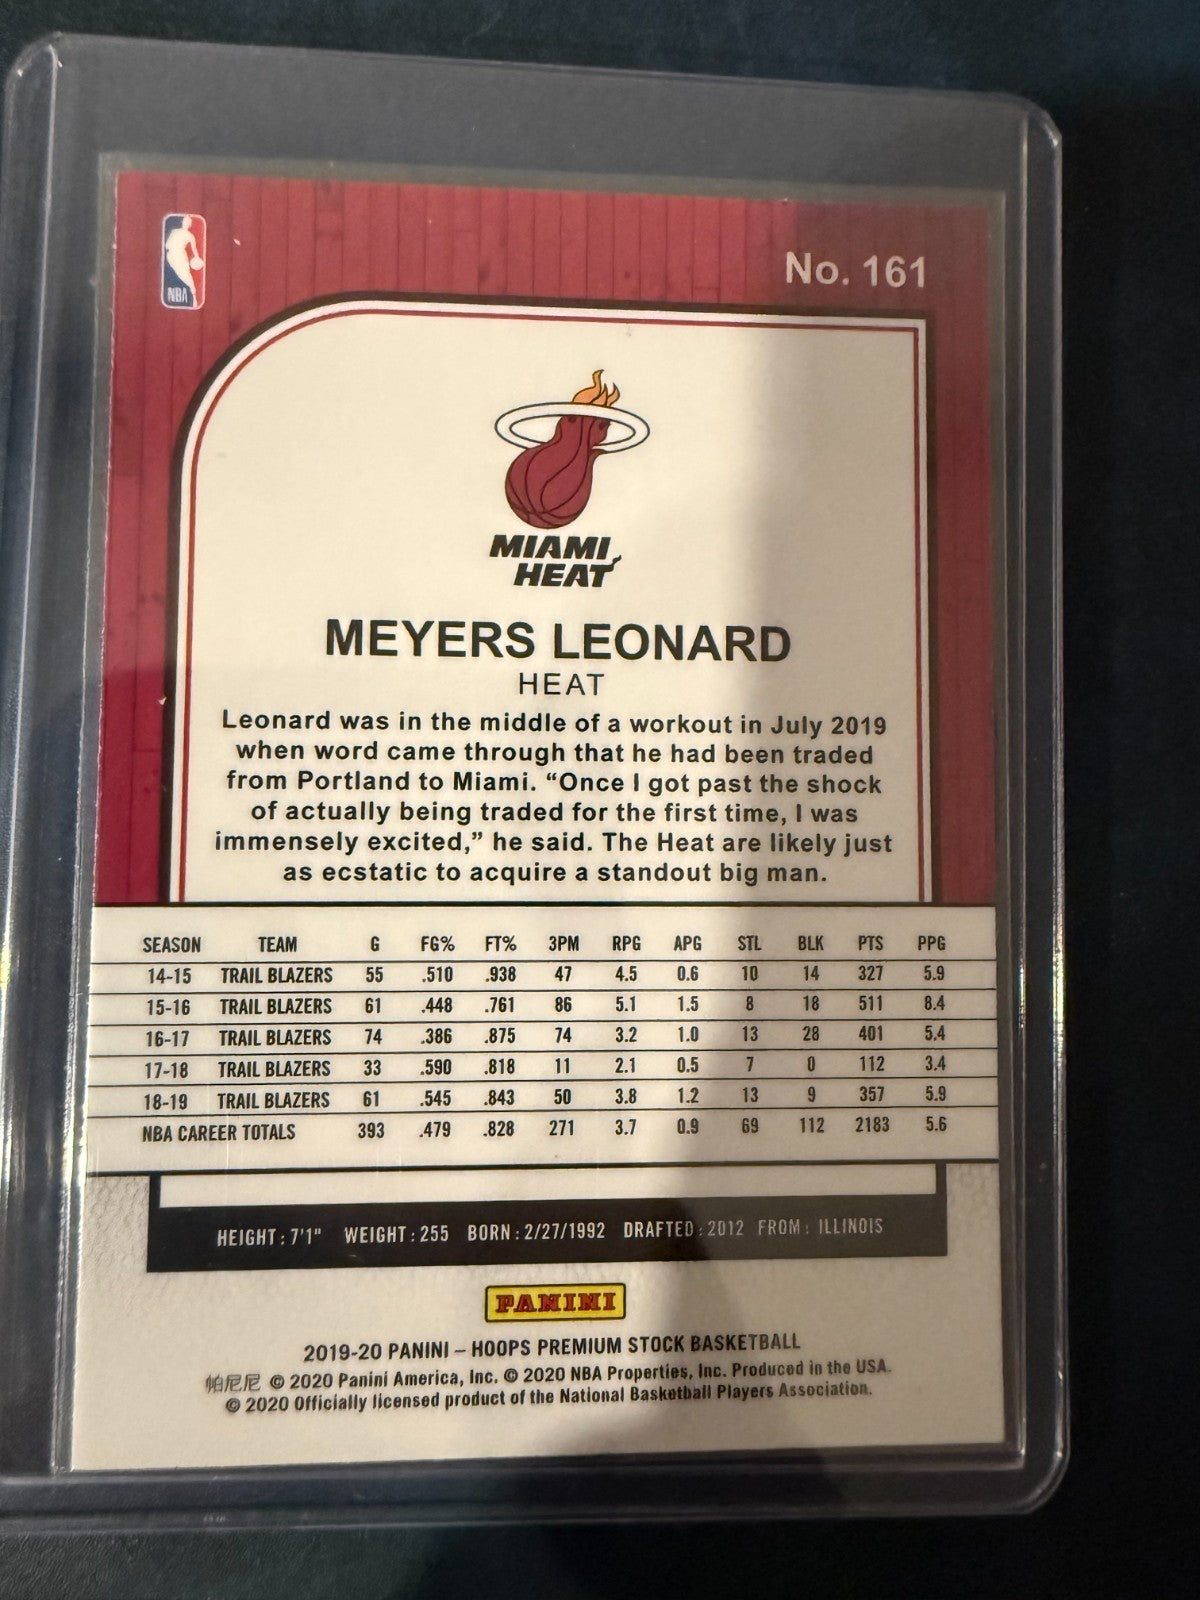 NBA
No. 161
MIAMI
HEAT
MEYERS LEONARD
HEAT
Leonard was in the middle of a workout in July 2019
when word came through that he had been traded
from Portland to Miami. “Once I got past the shock
of actually being traded for the first time, I was
immensely excited,” he said. The Heat are likely just
as ecstatic to acquire a standout big man.
SEASON TEAM G FG% FT% 3PM RPG APG STL BLK PTS PPG
14-15 TRAIL BLAZERS 55 .510 .938 47 4.5 0.6 10 14 327 5.9
15-16 TRAIL BLAZERS 61 .448 .761 86 5.1 1.5 8 18 511 8.4
16-17 TRAIL BLAZERS 74 .386 .875 74 3.2 1.0 13 28 401 5.4
17-18 TRAIL BLAZERS 33 .590 .818 11 2.1 0.5 7 0 112 3.4
18-19 TRAIL BLAZERS 61 .545 .843 50 3.8 1.2 13 9 357 5.9
NBA CAREER TOTALS 393 .479 .828 271 3.7 0.9 69 112 2183 5.6
HEIGHT: 7'1" WEIGHT: 255 BORN: 2/27/1992 DRAFTED: 2012 FROM: ILLINOIS
PANINI
2019-20 PANINI – HOOPS PREMIUM STOCK BASKETBALL
帕尼尼 © 2020 Panini America, Inc. © 2020 NBA Properties, Inc. Produced in the USA.
© 2020 Officially licensed product of the National Basketball Players Association.